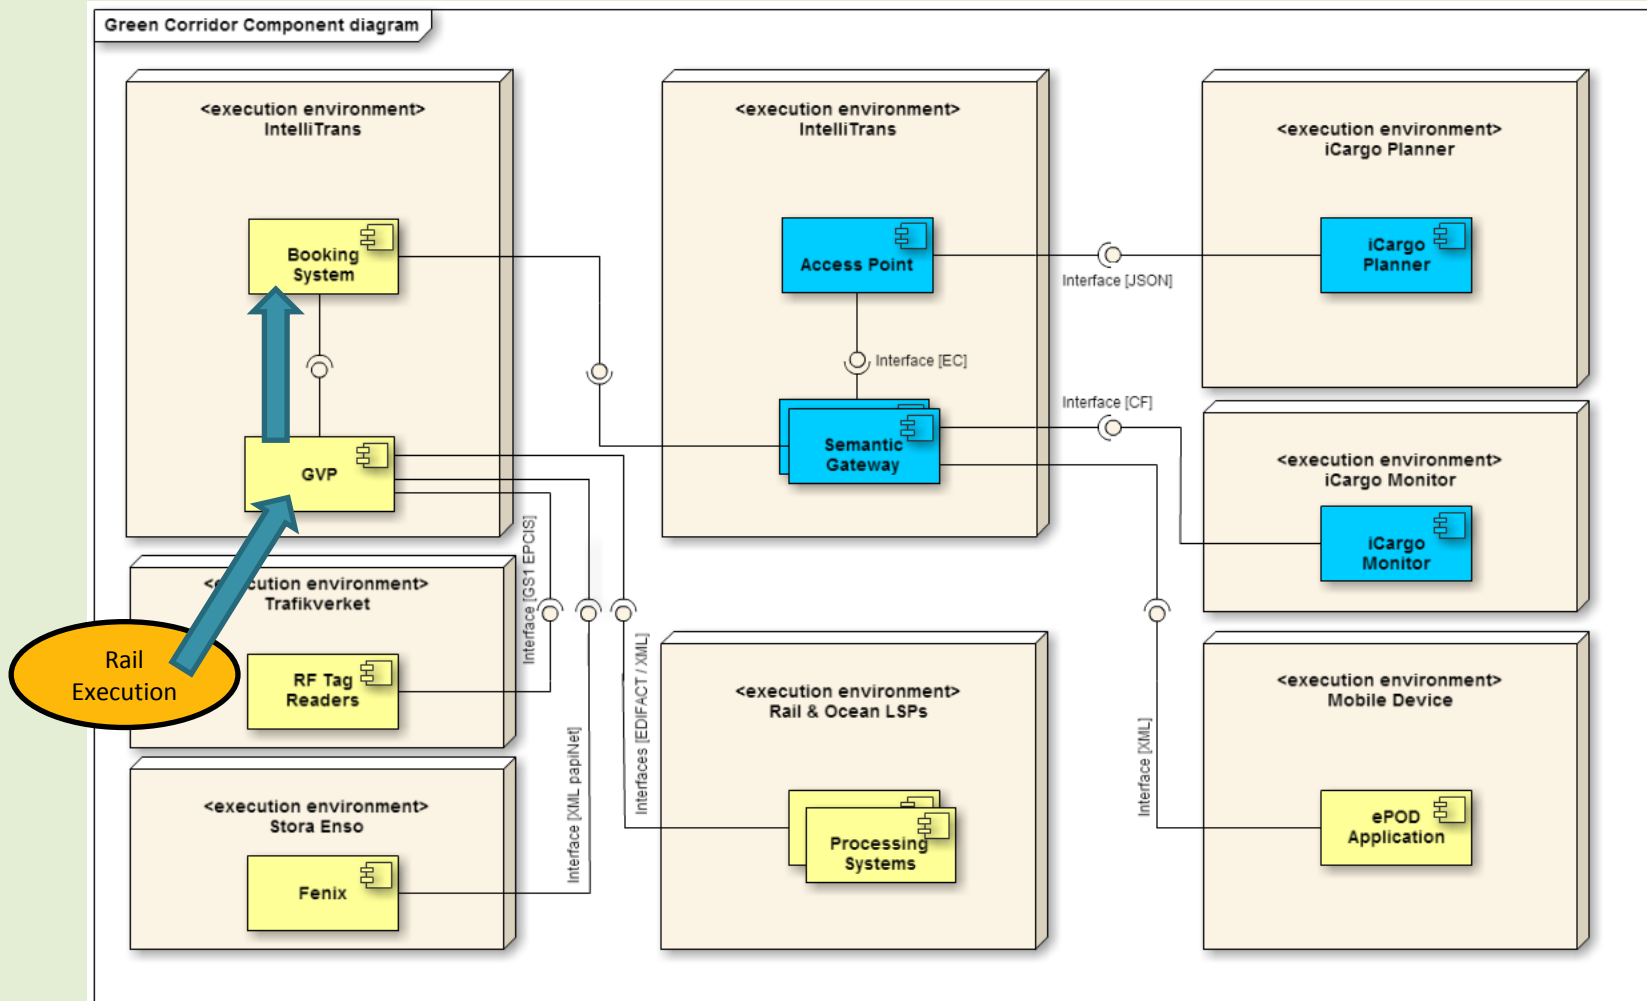 Green Corridor Component diagram
<execution environment>
IntelliTrans
Booking
System
GVP
<execution environment>
IntelliTrans
Access Point
Interface [EC]
Semantic
Gateway
Interface [JSON]
<execution environment>
iCargo Planner
iCargo
Planner
Interface [CF]
<execution environment>
iCargo Monitor
iCargo
Monitor
<execution environment>
Trafikverket
RF Tag
Readers
Rail
Execution
Interface [GS1 EPCIS]
<execution environment>
Stora Enso
Fenix
Interface [XML papiNet]
Interfaces [EDIFACT / XML]
<execution environment>
Rail & Ocean LSPs
Processing
Systems
Interface [XML]
<execution environment>
Mobile Device
ePOD
Application